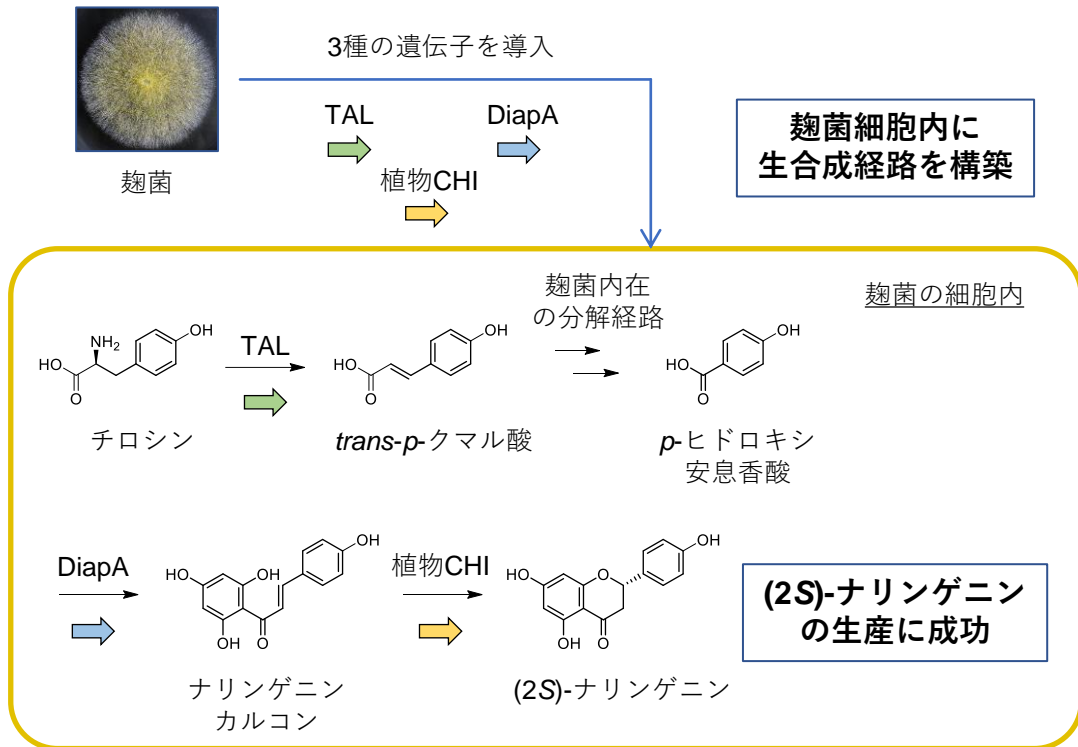 3種の遺伝子を導入
TAL
DiapA
植物CHI
麹菌
麹菌細胞内に
生合成経路を構築
麹菌の細胞内
麹菌内在
の分解経路
HO
NH₂
O
OH
TAL
HO
O
OH
HO
O
OH
チロシン
trans-p-クマル酸
p-ヒドロキシ
安息香酸
DiapA
HO
OH
OH
O
OH
植物CHI
HO
O
OH
O
OH
ナリンゲニン
カルコン
(2S)-ナリンゲニン
(2S)-ナリンゲニン
の生産に成功